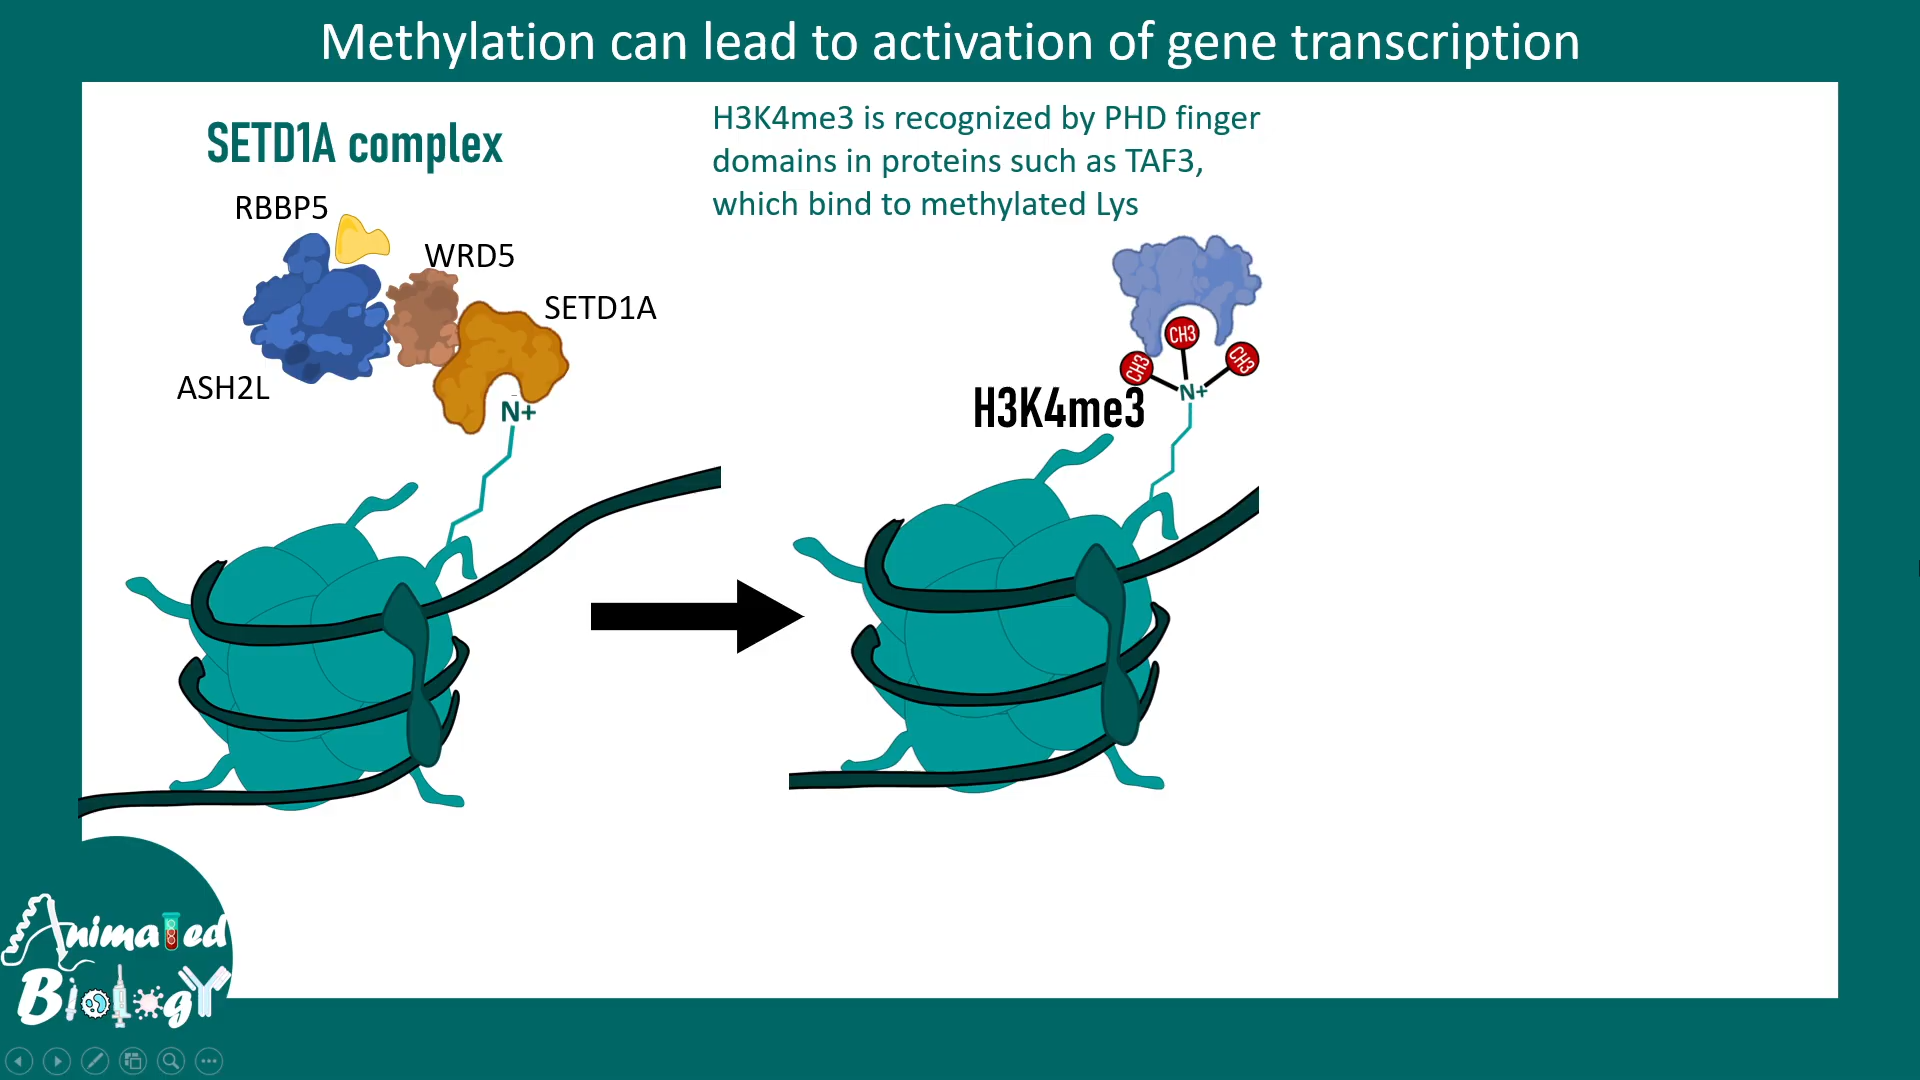 Methylation can lead to activation of gene transcription
SETD1A complex
RBBP5
WRD5
SETD1A
ASH2L
N+
H3K4me3 is recognized by PHD finger
domains in proteins such as TAF3,
which bind to methylated Lys
CH3
CH3
CH3
N+
H3K4me3
Animated
Biology